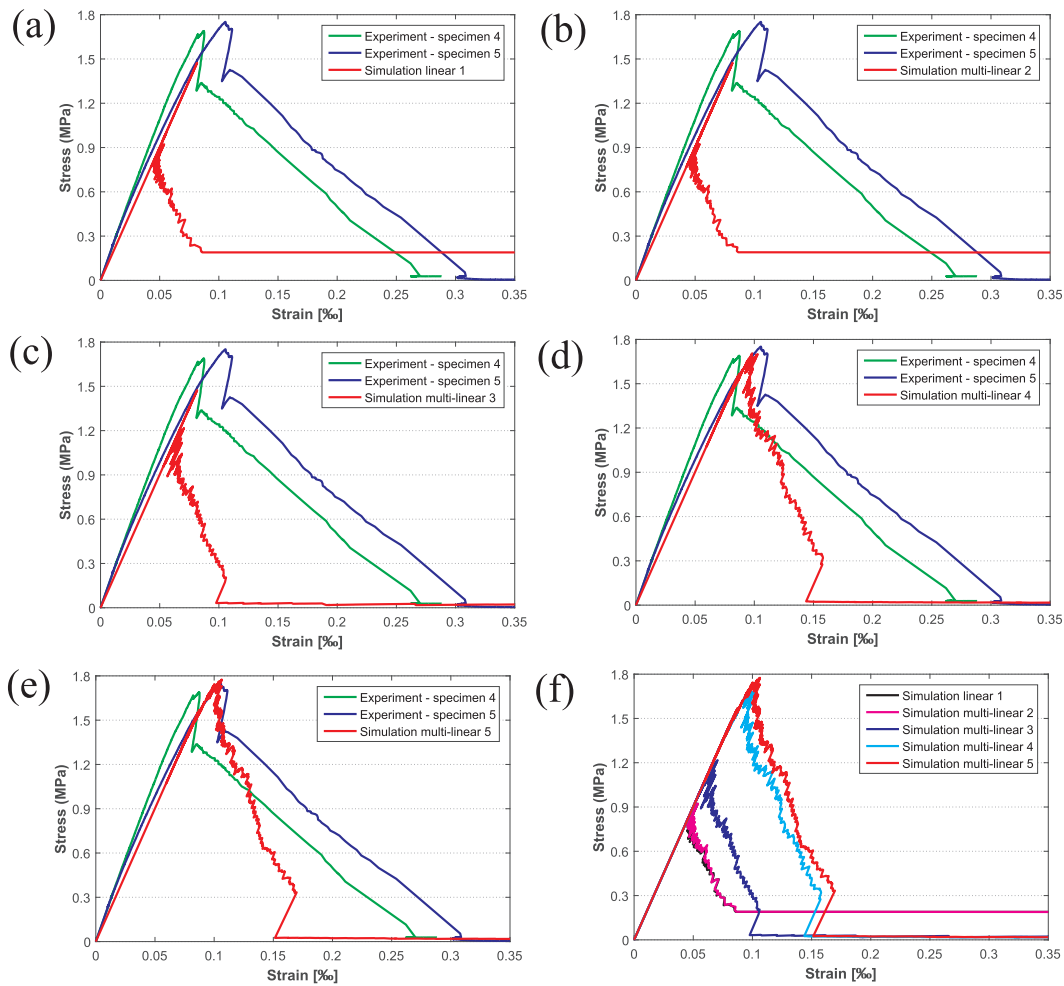 (a)
1.8
1.5
1.2
0.9
0.6
0.3
0
Stress (MPa)
Experiment - specimen 4
Experiment - specimen 5
Simulation linear 1
0 0.05 0.1 0.15 0.2 0.25 0.3 0.35
Strain [‰]
(b)
1.8
1.5
1.2
0.9
0.6
0.3
0
Stress (MPa)
Experiment - specimen 4
Experiment - specimen 5
Simulation multi-linear 2
0 0.05 0.1 0.15 0.2 0.25 0.3 0.35
Strain [‰]
(c)
1.8
1.5
1.2
0.9
0.6
0.3
0
Stress (MPa)
Experiment - specimen 4
Experiment - specimen 5
Simulation multi-linear 3
0 0.05 0.1 0.15 0.2 0.25 0.3 0.35
Strain [‰]
(d)
1.8
1.5
1.2
0.9
0.6
0.3
0
Stress (MPa)
Experiment - specimen 4
Experiment - specimen 5
Simulation multi-linear 4
0 0.05 0.1 0.15 0.2 0.25 0.3 0.35
Strain [‰]
(e)
1.8
1.5
1.2
0.9
0.6
0.3
0
Stress (MPa)
Experiment - specimen 4
Experiment - specimen 5
Simulation multi-linear 5
0 0.05 0.1 0.15 0.2 0.25 0.3 0.35
Strain [‰]
(f)
1.8
1.5
1.2
0.9
0.6
0.3
0
Stress (MPa)
Simulation linear 1
Simulation multi-linear 2
Simulation multi-linear 3
Simulation multi-linear 4
Simulation multi-linear 5
0 0.05 0.1 0.15 0.2 0.25 0.3 0.35
Strain [‰]